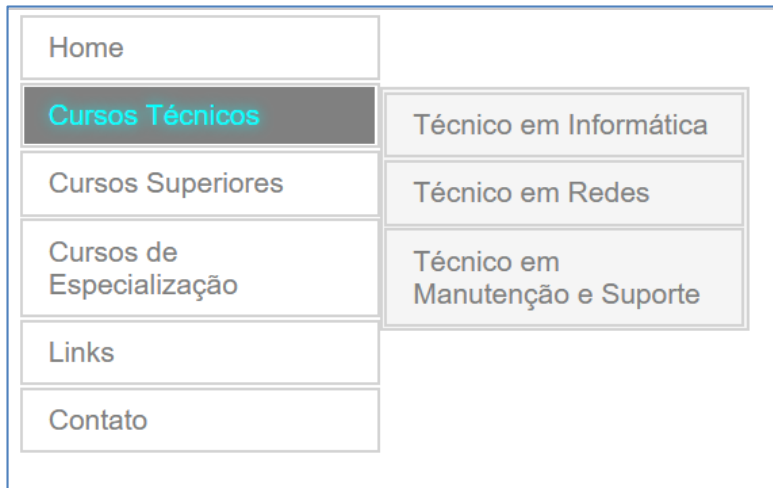 Home
Cursos Técnicos
Cursos Superiores
Cursos de
Especialização
Links
Contato
Técnico em Informática
Técnico em Redes
Técnico em
Manutenção e Suporte